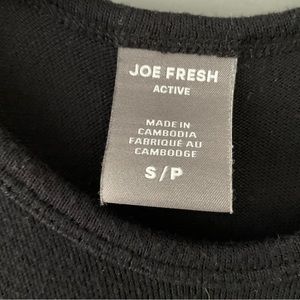 JOE FRESH
ACTIVE
MADE IN
CAMBODIA
FABRIQUÉ AU
CAMBODGE
S/P